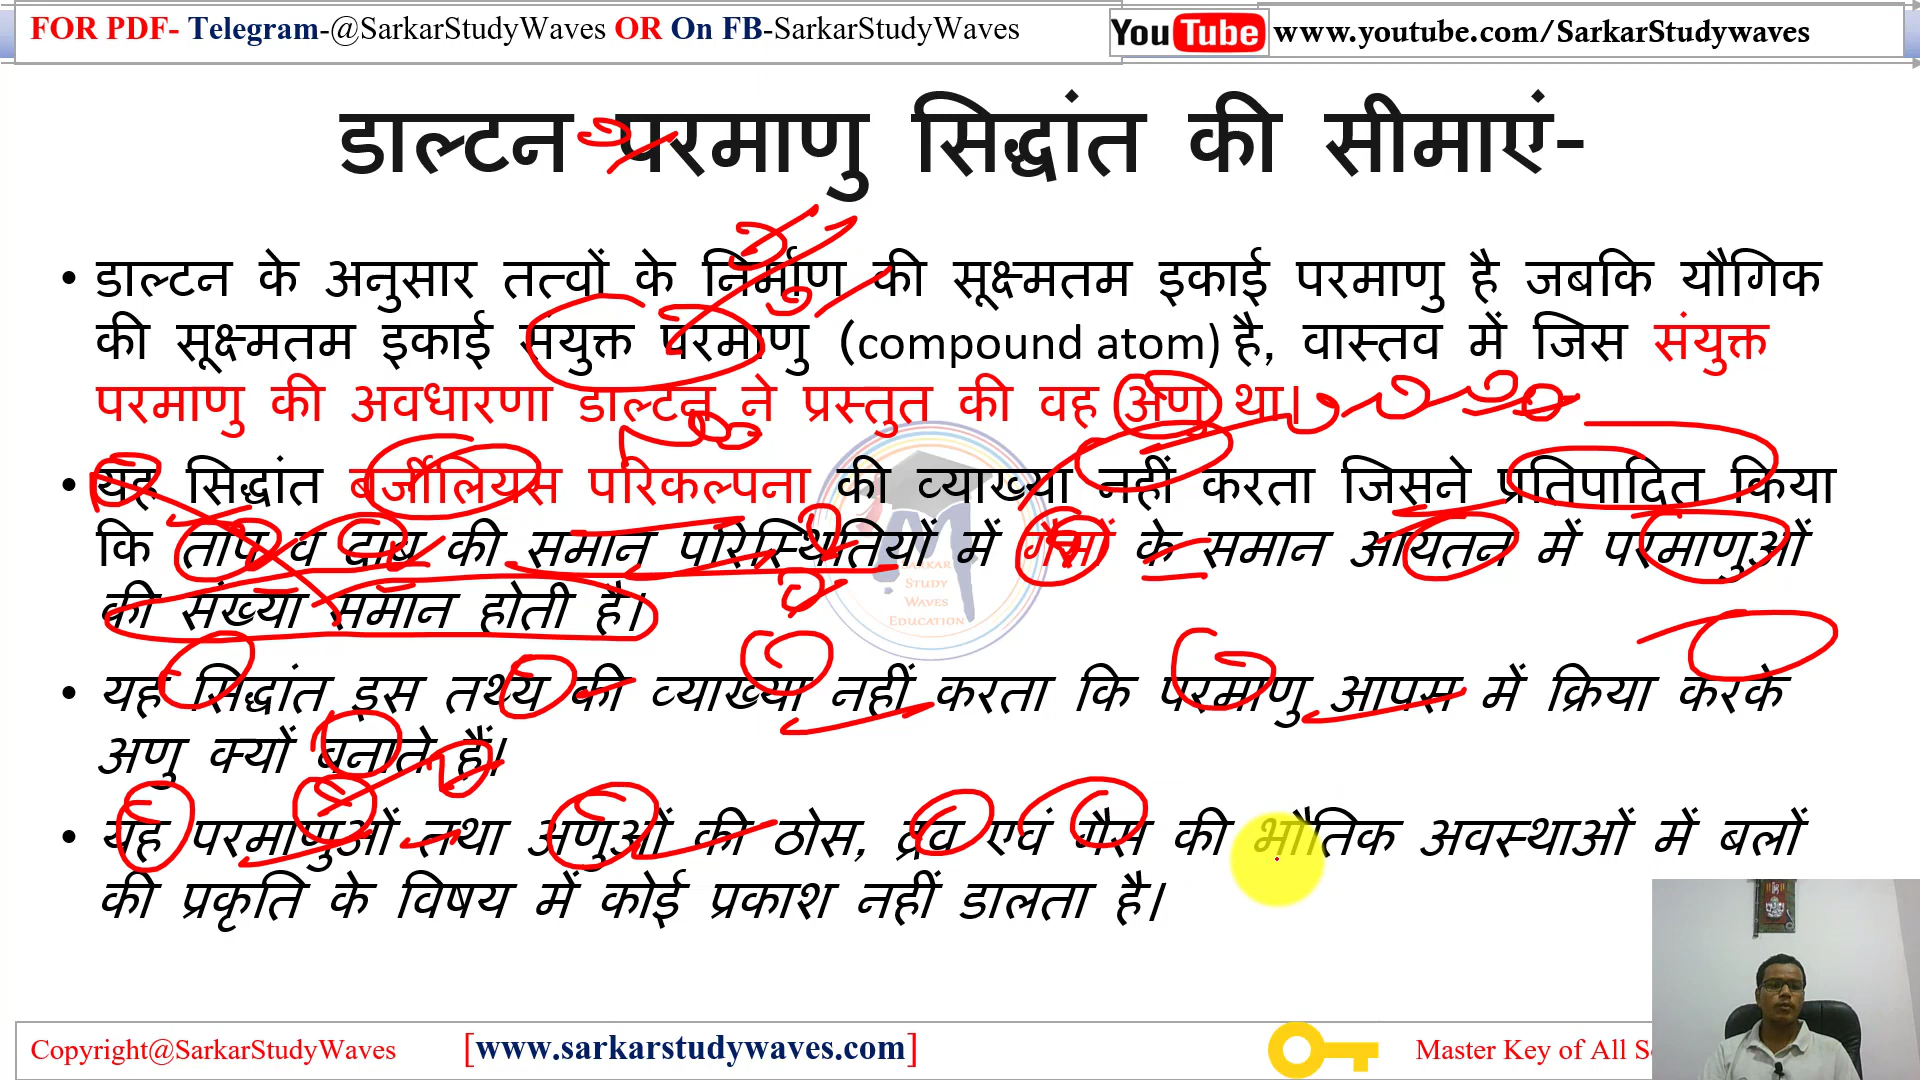 FOR PDF- Telegram-@SarkarStudyWaves OR On FB-SarkarStudyWaves
YouTube www.youtube.com/SarkarStudywaves
डाल्टन परमाणु सिद्धांत की सीमाएं-
• डाल्टन के अनुसार तत्वों के निर्माण की सूक्ष्मतम इकाई परमाणु है जबकि यौगिक
की सूक्ष्मतम इकाई संयुक्त परमाणु (compound atom) है, वास्तव में जिस संयुक्त
परमाणु की अवधारणा डाल्टन ने प्रस्तुत की वह अणु था।
• यह सिद्धांत बर्जीलियस परिकल्पना की व्याख्या नहीं करता जिसने प्रतिपादित किया
कि ताप व दाब की समान परिस्थितियों में गैसों के समान आयतन में परमाणुओं
की संख्या समान होती है।
• यह सिद्धांत इस तथ्य की व्याख्या नहीं करता कि परमाणु आपस में क्रिया करके
अणु क्यों बनाते हैं।
• यह परमाणुओं तथा अणुओं की ठोस, द्रव एवं गैस की भौतिक अवस्थाओं में बलों
की प्रकृति के विषय में कोई प्रकाश नहीं डालता है।
SARKAR
STUDY
WAVES
EDUCATION
Copyright@SarkarStudyWaves [www.sarkarstudywaves.com] Master Key of All